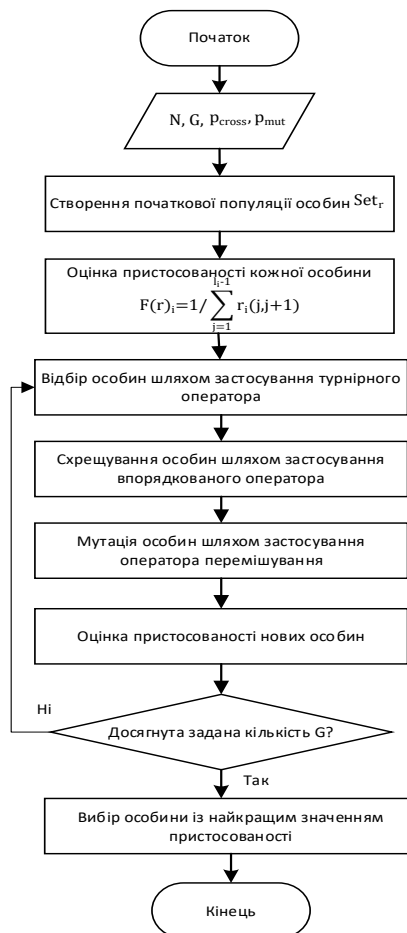 Початок
N, G, p_cross, p_mut
Створення початкової популяції особин Set_r
Оцінка пристосованості кожної особини
F(r)_i=1/∑_{j=1}^{l_i-1} r_i(j,j+1)
Відбір особин шляхом застосування турнірного
оператора
Схрещування особин шляхом застосування
впорядкованого оператора
Мутація особин шляхом застосування
оператора перемішування
Оцінка пристосованості нових особин
Ні
Досягнута задана кількість G?
Так
Вибір особини із найкращим значенням
пристосованості
Кінець